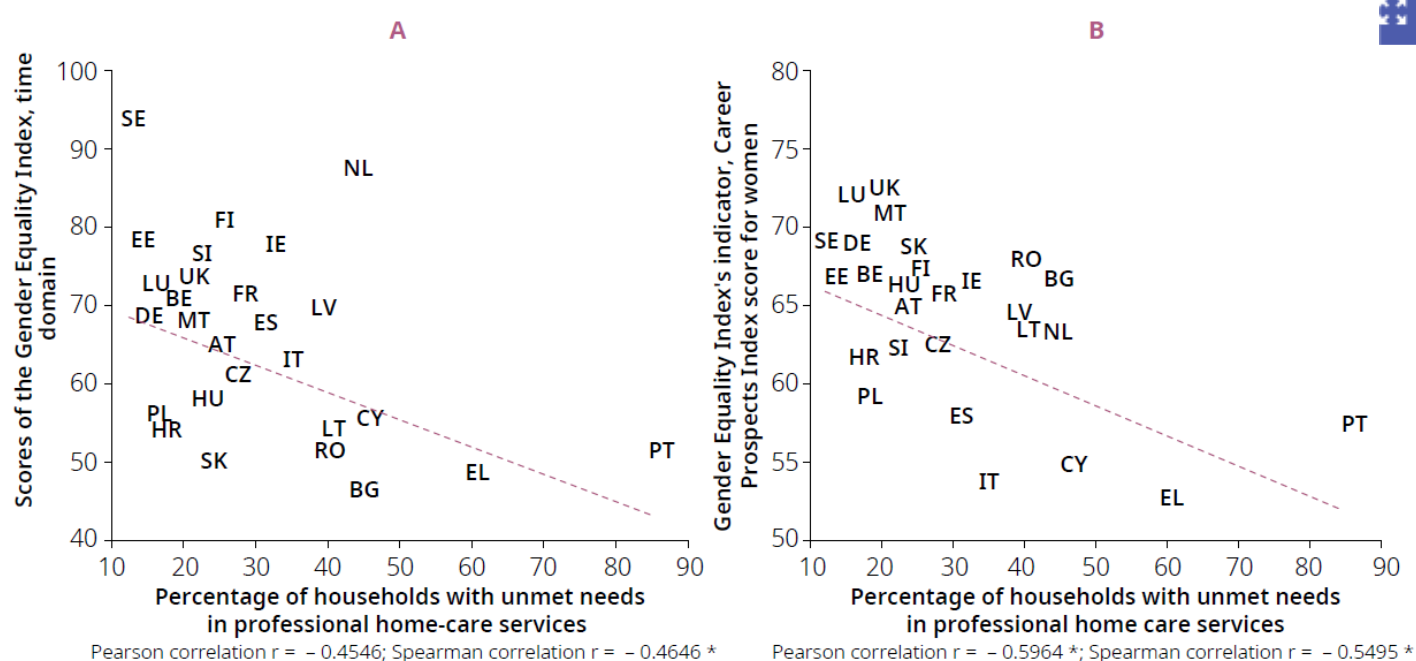 A
Scores of the Gender Equality Index, time
domain
100
90
80
70
60
50
40
SE
NL
FI
EE
IE
SI
UK
LU
BE
FR
LV
DE
MT
ES
AT
IT
CZ
HU
PL
HR
CY
LT
RO
SK
EL
PT
BG
10 20 30 40 50 60 70 80 90
Percentage of households with unmet needs
in professional home-care services
Pearson correlation r = – 0.4546; Spearman correlation r = – 0.4646 *
B
Gender Equality Index's indicator, Career
Prospects Index score for women
80
75
70
65
60
55
50
LU
UK
MT
SE
DE
SK
RO
EE
BE
FI
BG
HU
IE
FR
AT
LV
LT
NL
SI
CZ
HR
PL
ES
PT
CY
IT
EL
10 20 30 40 50 60 70 80 90
Percentage of households with unmet needs
in professional home care services
Pearson correlation r = – 0.5964 *; Spearman correlation r = – 0.5495 *